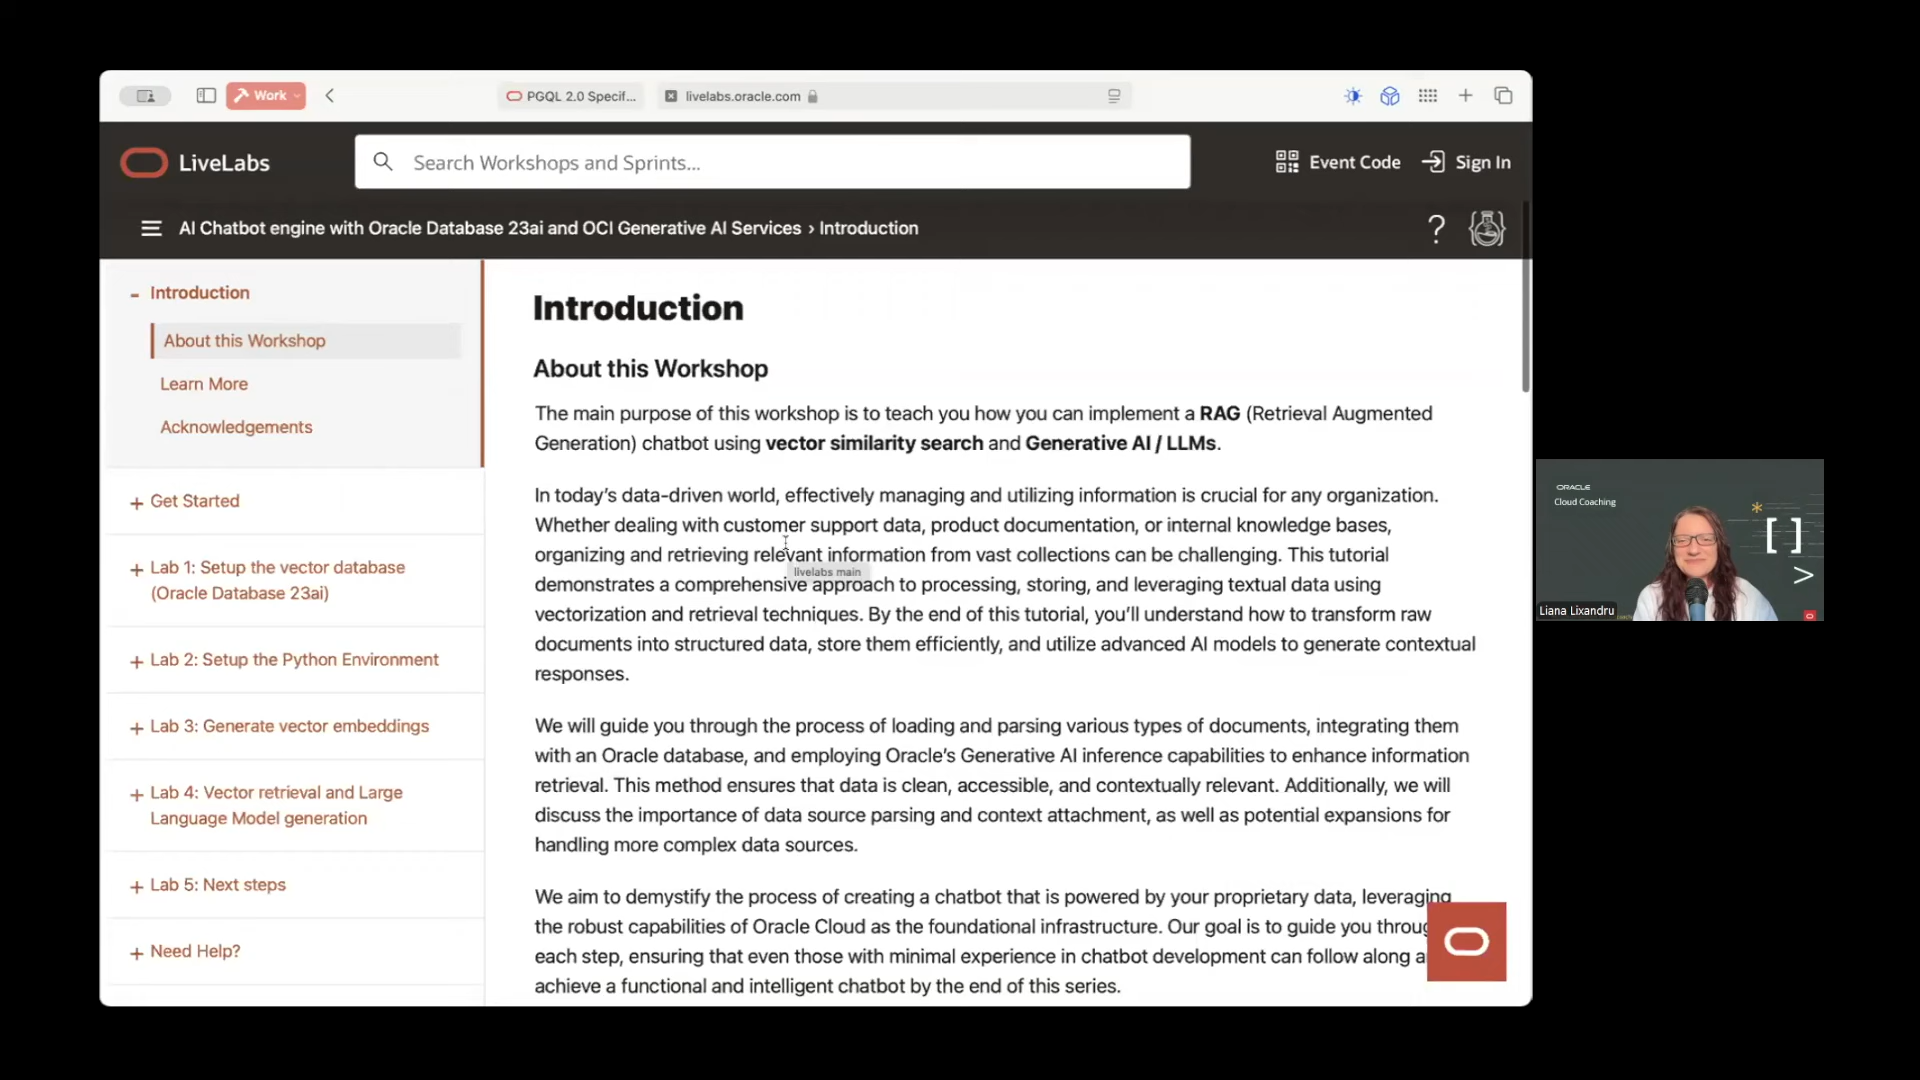 Work
PGQL 2.0 Specif...
livelabs.oracle.com
LiveLabs
Search Workshops and Sprints...
Event Code
Sign In
AI Chatbot engine with Oracle Database 23ai and OCI Generative AI Services › Introduction
?
- Introduction
About this Workshop
Learn More
Acknowledgements
+ Get Started
+ Lab 1: Setup the vector database
(Oracle Database 23ai)
+ Lab 2: Setup the Python Environment
+ Lab 3: Generate vector embeddings
+ Lab 4: Vector retrieval and Large
Language Model generation
+ Lab 5: Next steps
+ Need Help?
Introduction
About this Workshop
The main purpose of this workshop is to teach you how you can implement a RAG (Retrieval Augmented
Generation) chatbot using vector similarity search and Generative AI / LLMs.
In today's data-driven world, effectively managing and utilizing information is crucial for any organization.
Whether dealing with customer support data, product documentation, or internal knowledge bases,
organizing and retrieving relevant information from vast collections can be challenging. This tutorial
livelabs main
demonstrates a comprehensive approach to processing, storing, and leveraging textual data using
vectorization and retrieval techniques. By the end of this tutorial, you'll understand how to transform raw
documents into structured data, store them efficiently, and utilize advanced AI models to generate contextual
responses.
We will guide you through the process of loading and parsing various types of documents, integrating them
with an Oracle database, and employing Oracle's Generative AI inference capabilities to enhance information
retrieval. This method ensures that data is clean, accessible, and contextually relevant. Additionally, we will
discuss the importance of data source parsing and context attachment, as well as potential expansions for
handling more complex data sources.
We aim to demystify the process of creating a chatbot that is powered by your proprietary data, leveraging
the robust capabilities of Oracle Cloud as the foundational infrastructure. Our goal is to guide you
each step, ensuring that even those with minimal experience in chatbot development can follow along
achieve a functional and intelligent chatbot by the end of this series.
ORACLE
Cloud Coaching
* [ ] >
Liana Lixandru